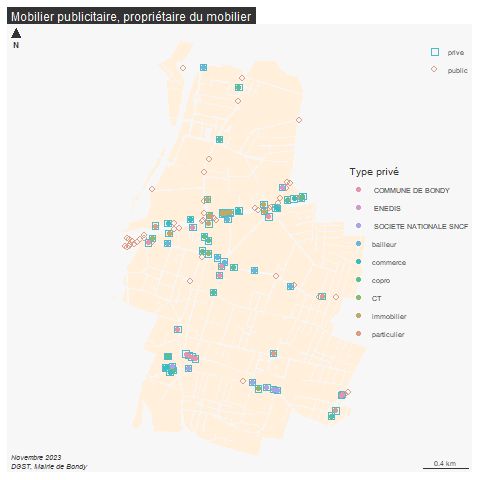 Mobilier publicitaire, propriétaire du mobilier
N
prive
public
Type privé
COMMUNE DE BONDY
ENEDIS
SOCIETE NATIONALE SNCF
bailleur
commerce
copro
CT
immobilier
particulier
Novembre 2023
DGST, Mairie de Bondy
0.4 km